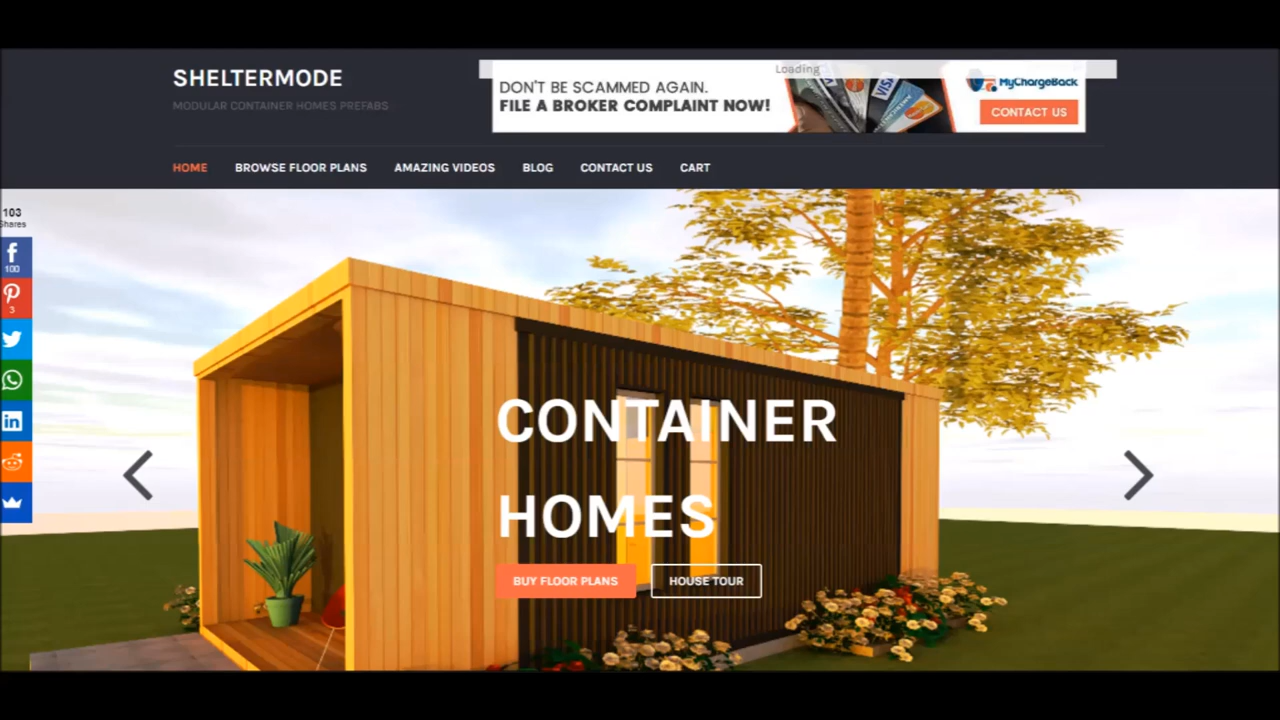 SHELTERMODE
MODULAR CONTAINER HOMES PREFABS
Loading
DON'T BE SCAMMED AGAIN.
FILE A BROKER COMPLAINT NOW!
VISA
MyChargeBack
CONTACT US
HOME BROWSE FLOOR PLANS AMAZING VIDEOS BLOG CONTACT US CART
103
Shares
100
3
CONTAINER
HOMES
BUY FLOOR PLANS HOUSE TOUR